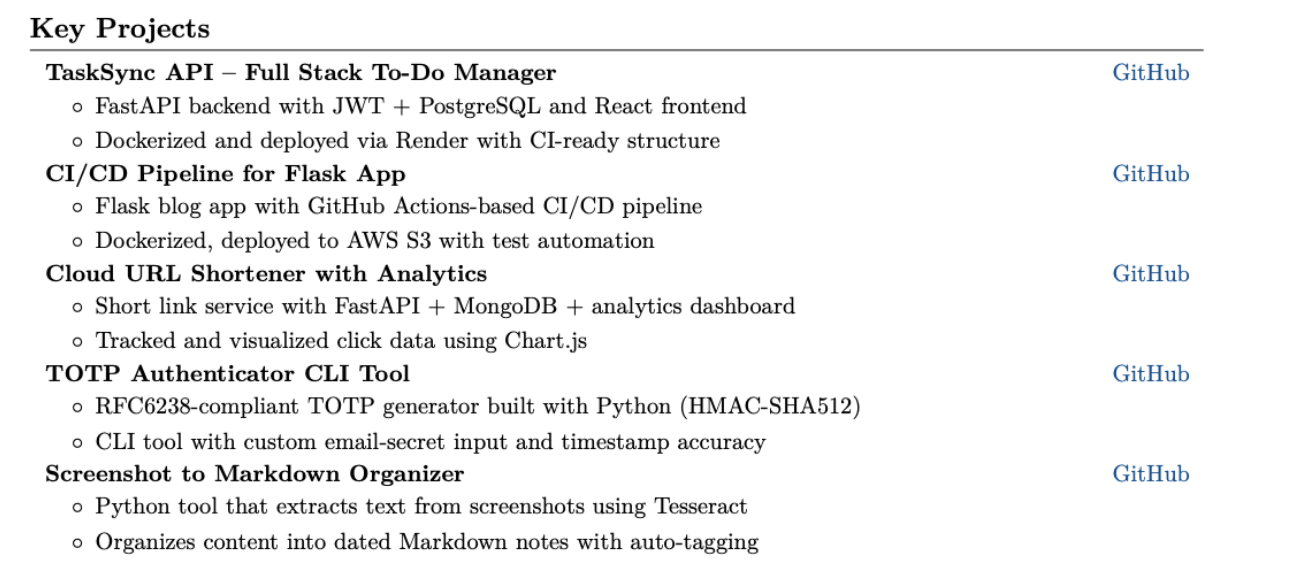 Key Projects
TaskSync API – Full Stack To-Do Manager GitHub
◦ FastAPI backend with JWT + PostgreSQL and React frontend
◦ Dockerized and deployed via Render with CI-ready structure
CI/CD Pipeline for Flask App GitHub
◦ Flask blog app with GitHub Actions-based CI/CD pipeline
◦ Dockerized, deployed to AWS S3 with test automation
Cloud URL Shortener with Analytics GitHub
◦ Short link service with FastAPI + MongoDB + analytics dashboard
◦ Tracked and visualized click data using Chart.js
TOTP Authenticator CLI Tool GitHub
◦ RFC6238-compliant TOTP generator built with Python (HMAC-SHA512)
◦ CLI tool with custom email-secret input and timestamp accuracy
Screenshot to Markdown Organizer GitHub
◦ Python tool that extracts text from screenshots using Tesseract
◦ Organizes content into dated Markdown notes with auto-tagging